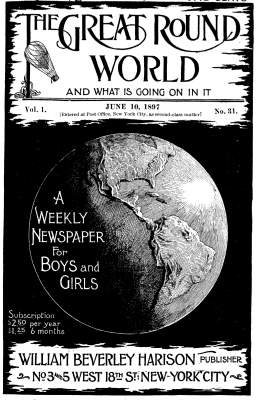 THE GREAT ROUND
WORLD
AND WHAT IS GOING ON IN IT
Vol. 1. JUNE 10, 1897 No. 31.
[Entered at Post Office, New York City, as second-class matter]
A
WEEKLY
NEWSPAPER
FOR
BOYS and
GIRLS
Subscription
$2.50 per year
$1.25 6 months
WILLIAM BEVERLEY HARISON PUBLISHER
No 3 and 5 WEST 18TH ST. NEW-YORK CITY